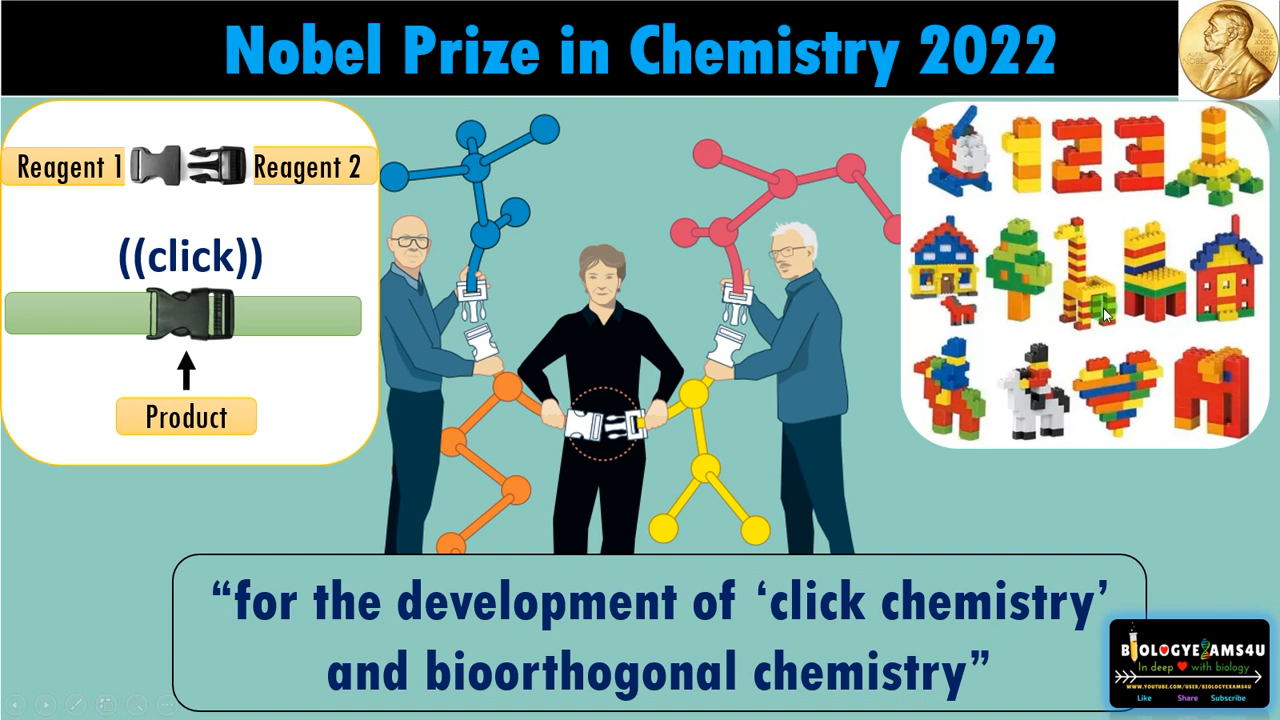 Nobel Prize in Chemistry 2022
Reagent 1
Reagent 2
((click))
Product
“for the development of ‘click chemistry’
and bioorthogonal chemistry”
BIOLOGYEXAMS4U
In deep ❤ with biology
WWW.YOUTUBE.COM/USER/BIOLOGYEXAMS4U
Like Share Subscribe